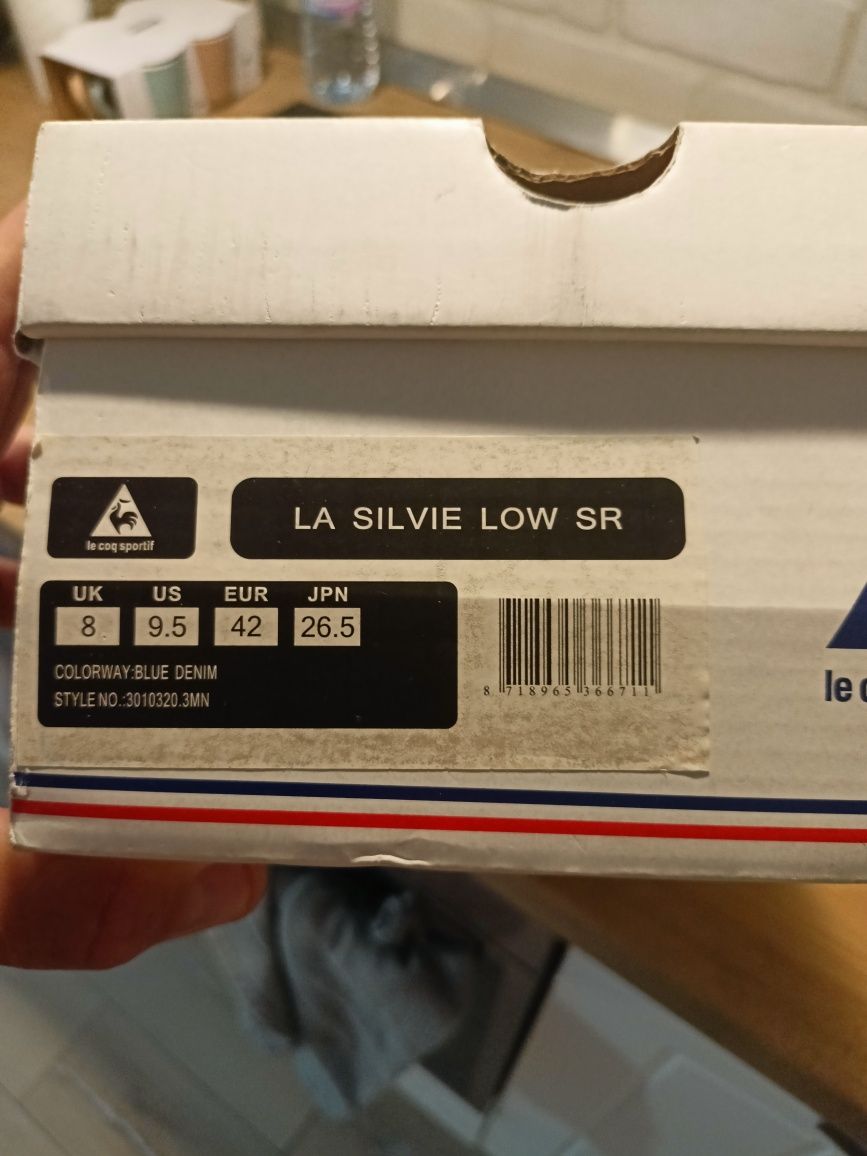 le coq sportif
LA SILVIE LOW SR
UK US EUR JPN
8 9.5 42 26.5
COLORWAY:BLUE DENIM
STYLE NO.:3010320.3MN
8 718965 366711
le c